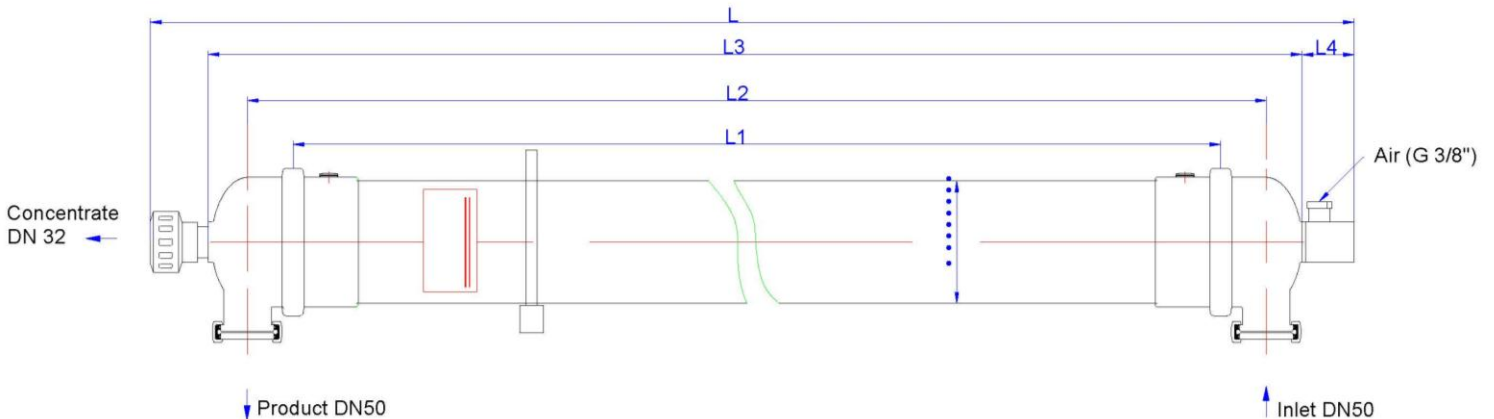 L
L3
L4
L2
L1
Air (G 3/8")
Concentrate
DN 32
Product DN50
Inlet DN50